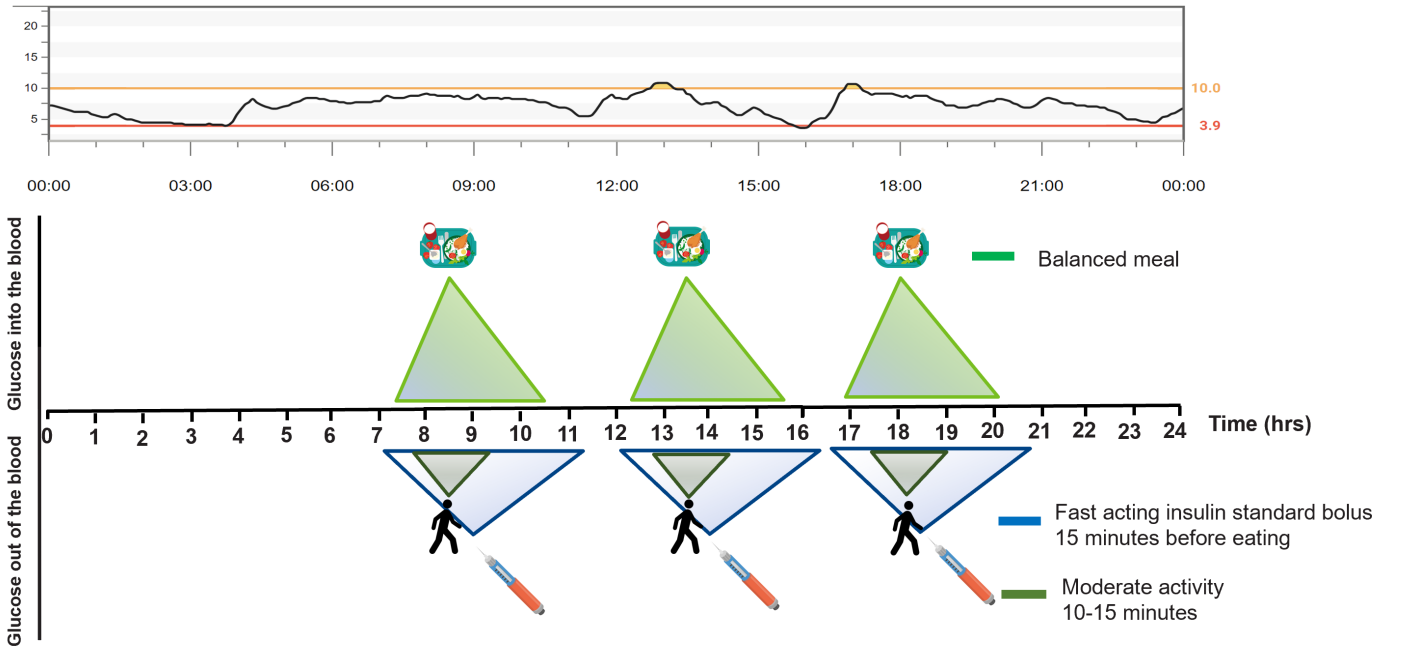 20
15
10
5
10.0
3.9
00:00 03:00 06:00 09:00 12:00 15:00 18:00 21:00 00:00
Glucose into the blood
Balanced meal
0 1 2 3 4 5 6 7 8 9 10 11 12 13 14 15 16 17 18 19 20 21 22 23 24
Time (hrs)
Glucose out of the blood
Fast acting insulin standard bolus
15 minutes before eating
Moderate activity
10-15 minutes